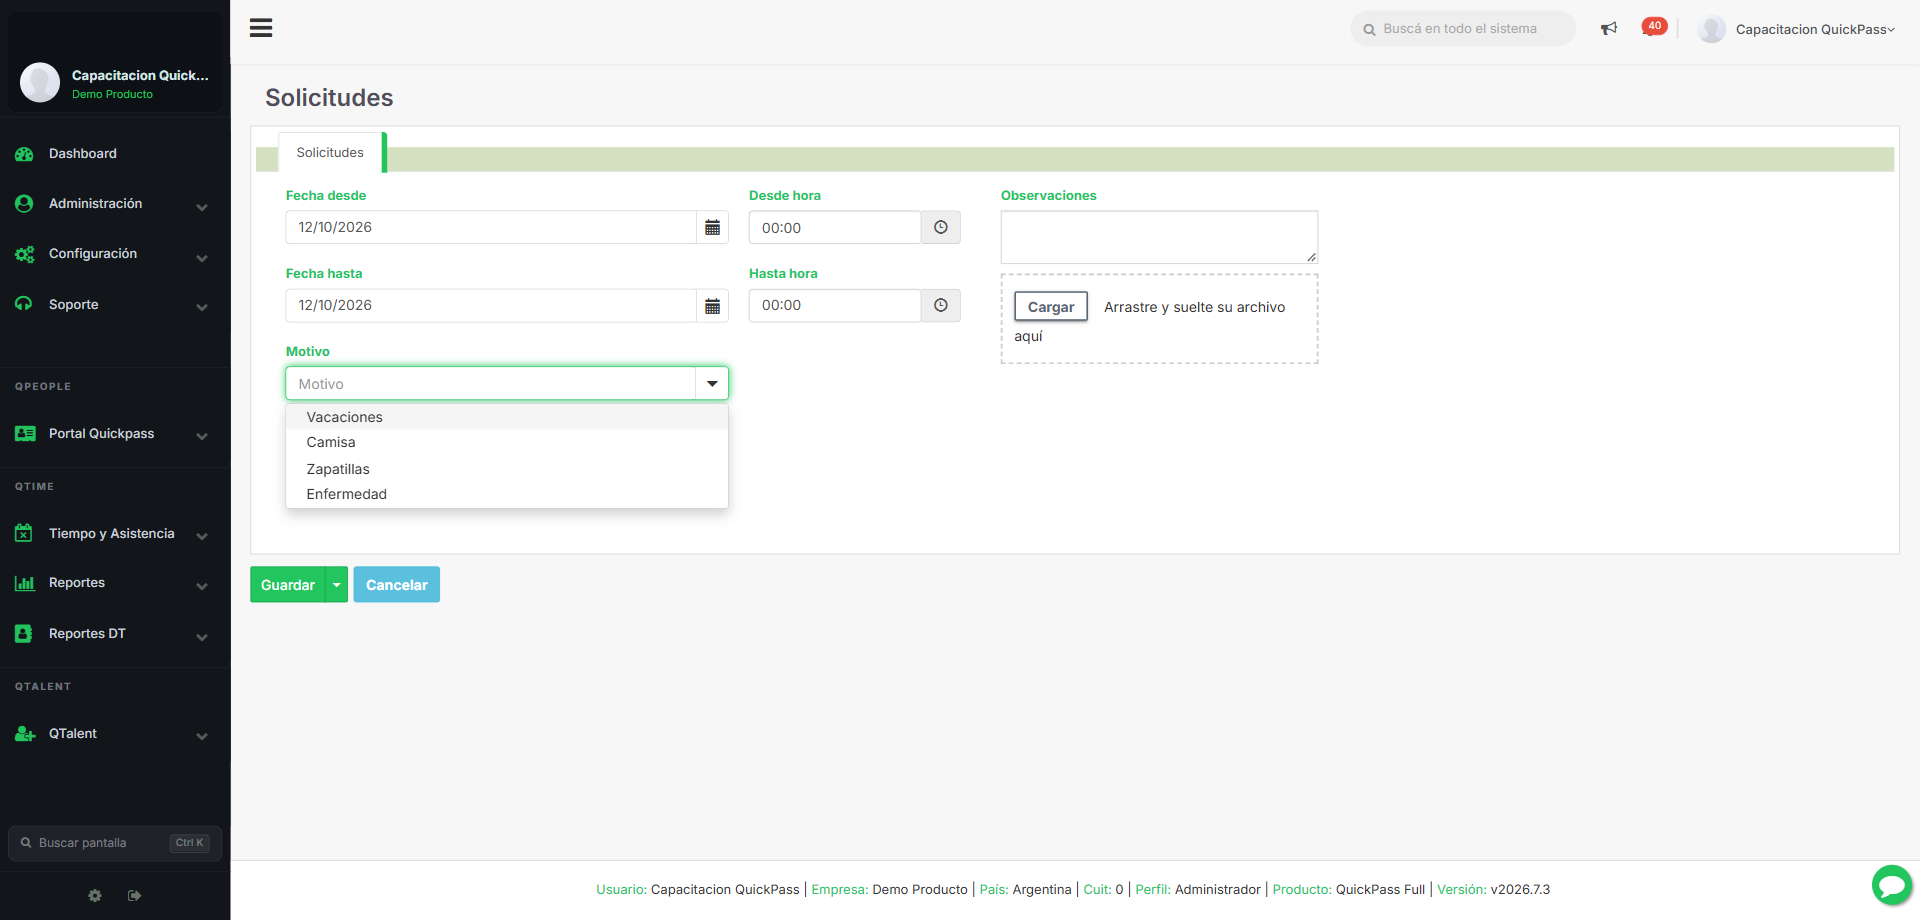 Capacitacion Quick...
Demo Producto
Dashboard
Administración
Configuración
Soporte
QPEOPLE
Portal Quickpass
QTIME
Tiempo y Asistencia
Reportes
Reportes DT
QTALENT
QTalent
Buscar pantalla
Ctrl K
Buscá en todo el sistema
40
Capacitacion QuickPass
Solicitudes
Solicitudes
Fecha desde
12/10/2026
Desde hora
00:00
Observaciones
Fecha hasta
12/10/2026
Hasta hora
00:00
Cargar Arrastre y suelte su archivo
aquí
Motivo
Motivo
Vacaciones
Camisa
Zapatillas
Enfermedad
Guardar
Cancelar
Usuario: Capacitacion QuickPass | Empresa: Demo Producto | País: Argentina | Cuit: 0 | Perfil: Administrador | Producto: QuickPass Full | Versión: v2026.7.3